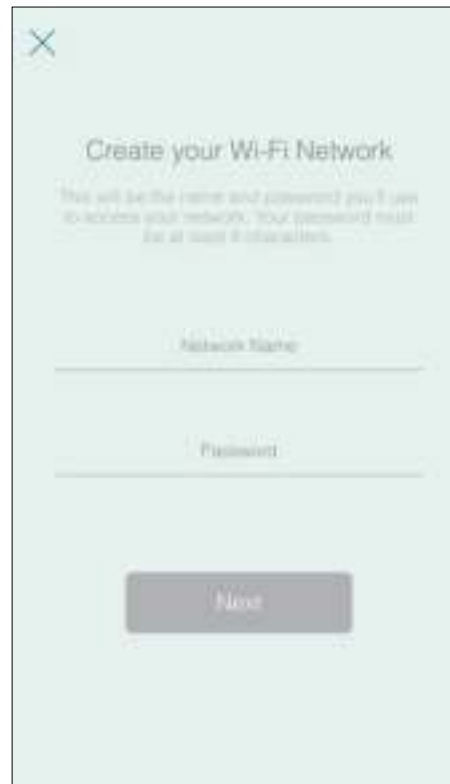 Create your Wi-Fi Network
This will be the name and password you'll use
to access your network. Your password must
be at least 8 characters.
Network Name
Password
Next